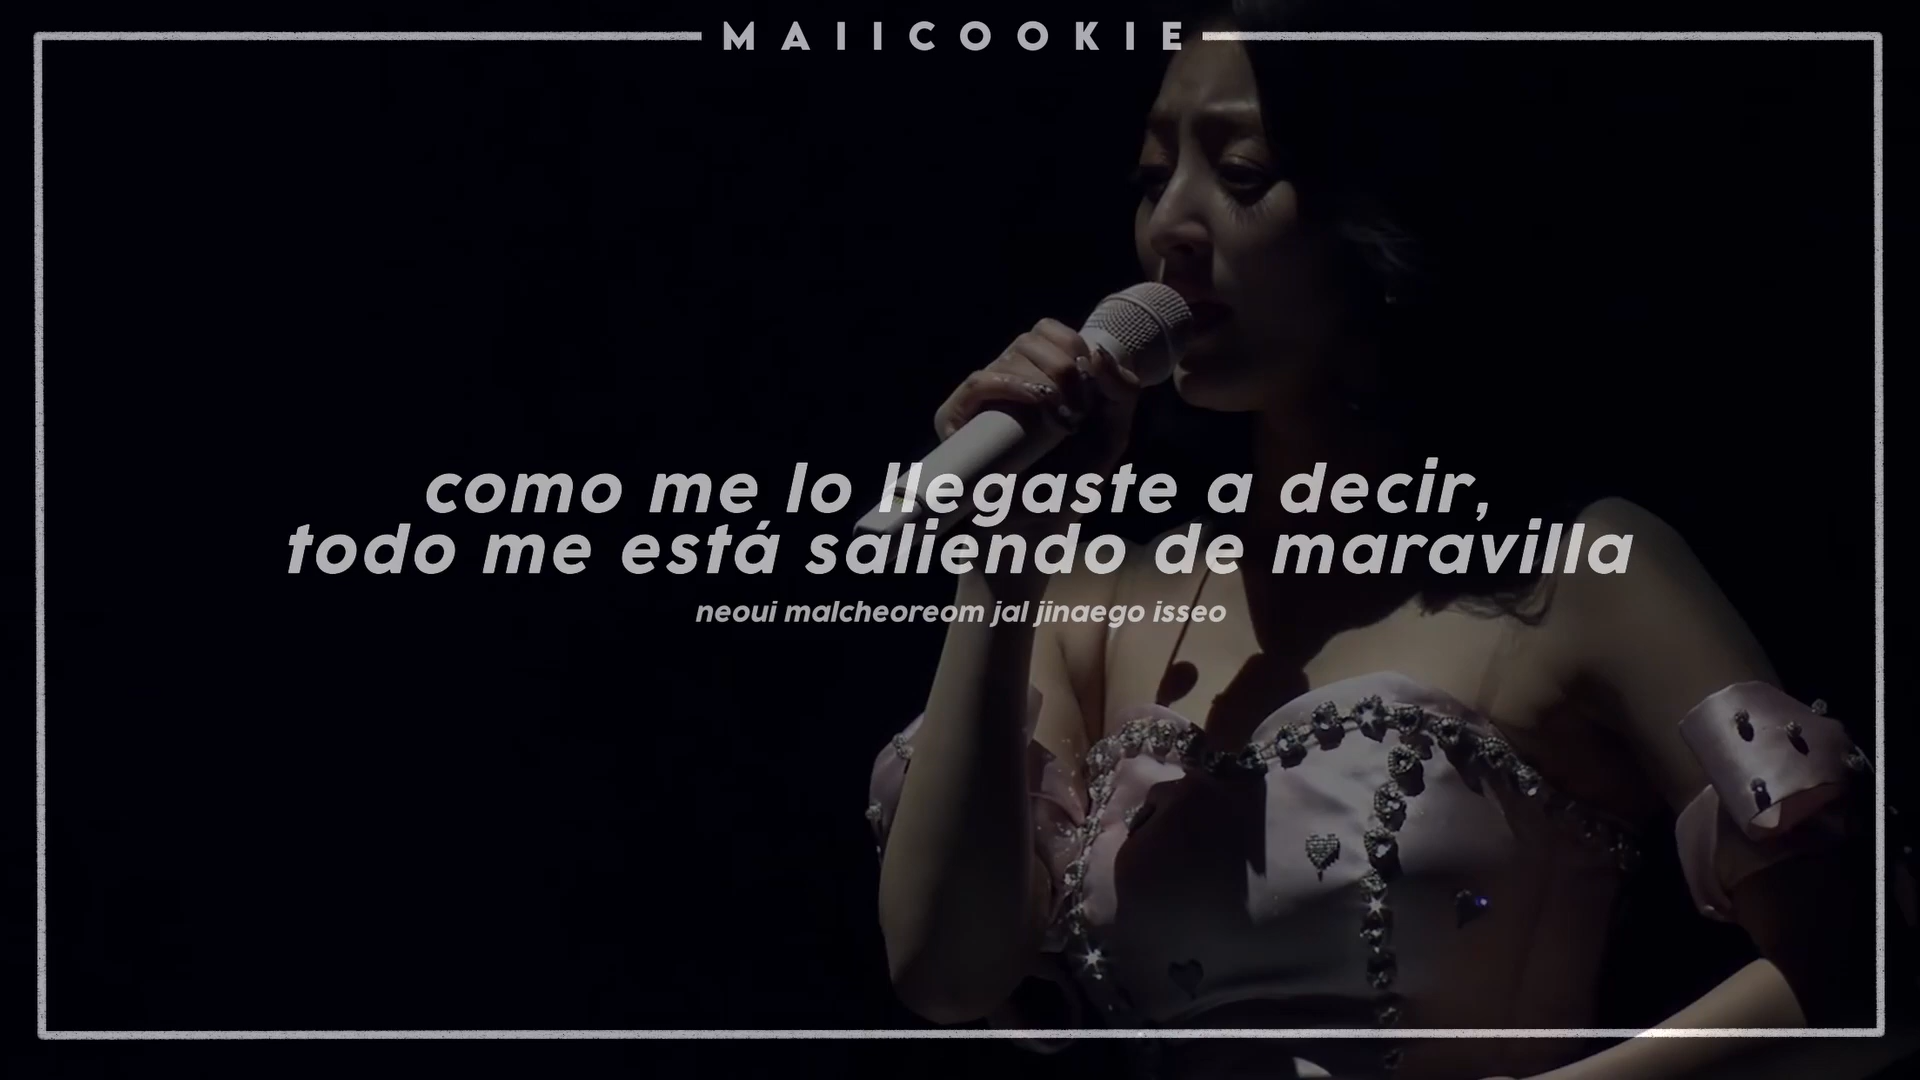 MAIICOOKIE
como me lo llegaste a decir,
todo me está saliendo de maravilla
neoui malcheoreom jal jinaego isseo